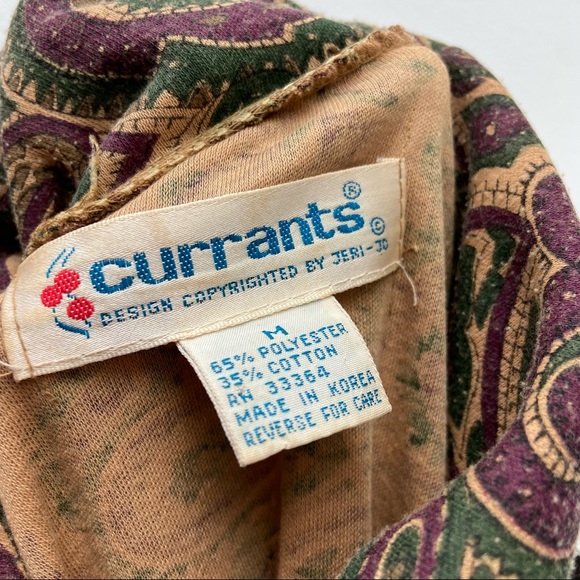 currants®
©
DESIGN COPYRIGHTED BY JERI-JO
M
65% POLYESTER
35% COTTON
RN 33364
MADE IN KOREA
REVERSE FOR CARE